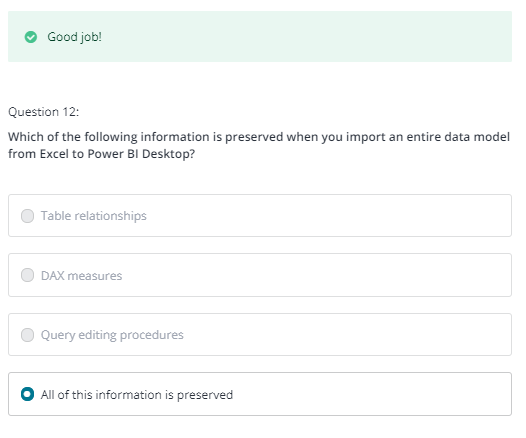 Good job!
Question 12:
Which of the following information is preserved when you import an entire data model
from Excel to Power BI Desktop?
Table relationships
DAX measures
Query editing procedures
All of this information is preserved